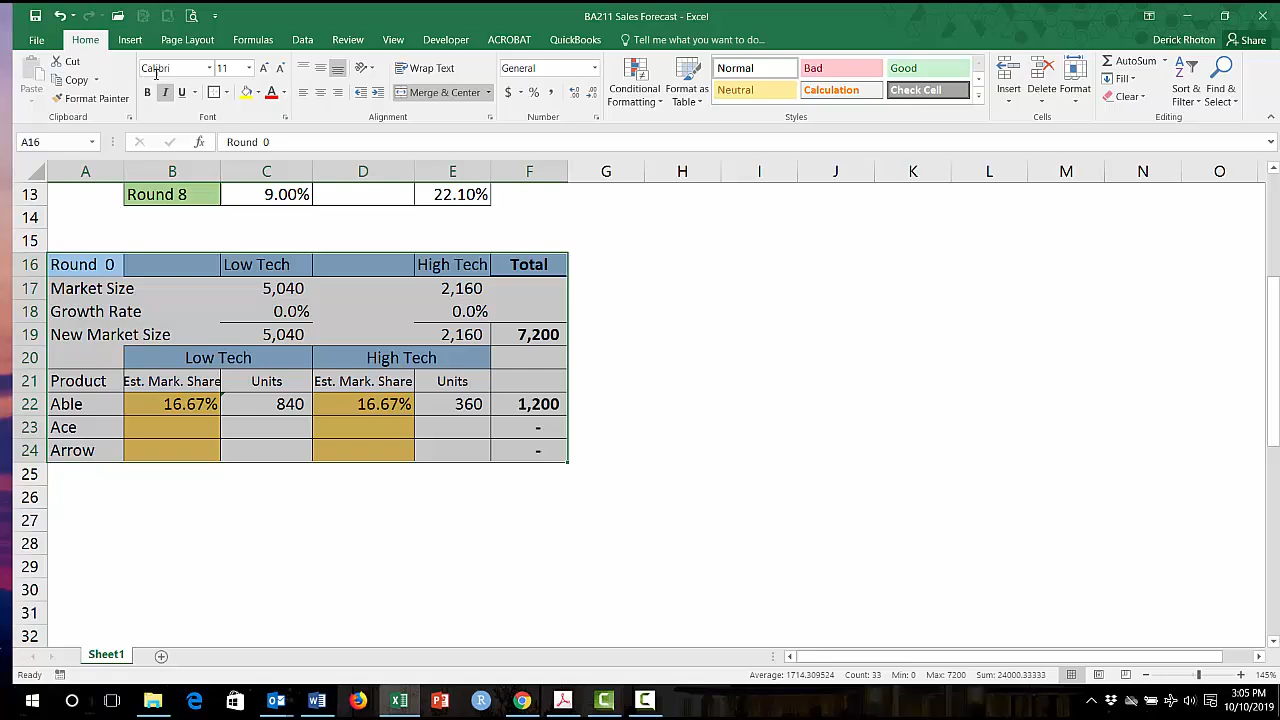 BA211 Sales Forecast - Excel
File Home Insert Page Layout Formulas Data Review View Developer ACROBAT QuickBooks Tell me what you want to do... Derick Rhoton Share
Paste
Cut
Copy
Format Painter
Clipboard
Calibri 11
B I U
Font
Wrap Text
Merge & Center
Alignment
General
$ % ,
Number
Conditional Formatting
Format as Table
Normal Bad Good
Neutral Calculation Check Cell
Styles
Insert Delete Format
Cells
AutoSum
Fill
Clear
Sort & Filter
Find & Select
Editing
A16 fx Round 0
A B C D E F G H I J K L M N O
13 Round 8 9.00% 22.10%
14
15
16 Round 0 Low Tech High Tech Total
17 Market Size 5,040 2,160
18 Growth Rate 0.0% 0.0%
19 New Market Size 5,040 2,160 7,200
20 Low Tech High Tech
21 Product Est. Mark. Share Units Est. Mark. Share Units
22 Able 16.67% 840 16.67% 360 1,200
23 Ace -
24 Arrow -
25
26
27
28
29
30
31
32
Sheet1
Ready Average: 1714.309524 Count: 33 Min: 0 Max: 7200 Sum: 24000.33333 145%
3:05 PM
10/10/2019